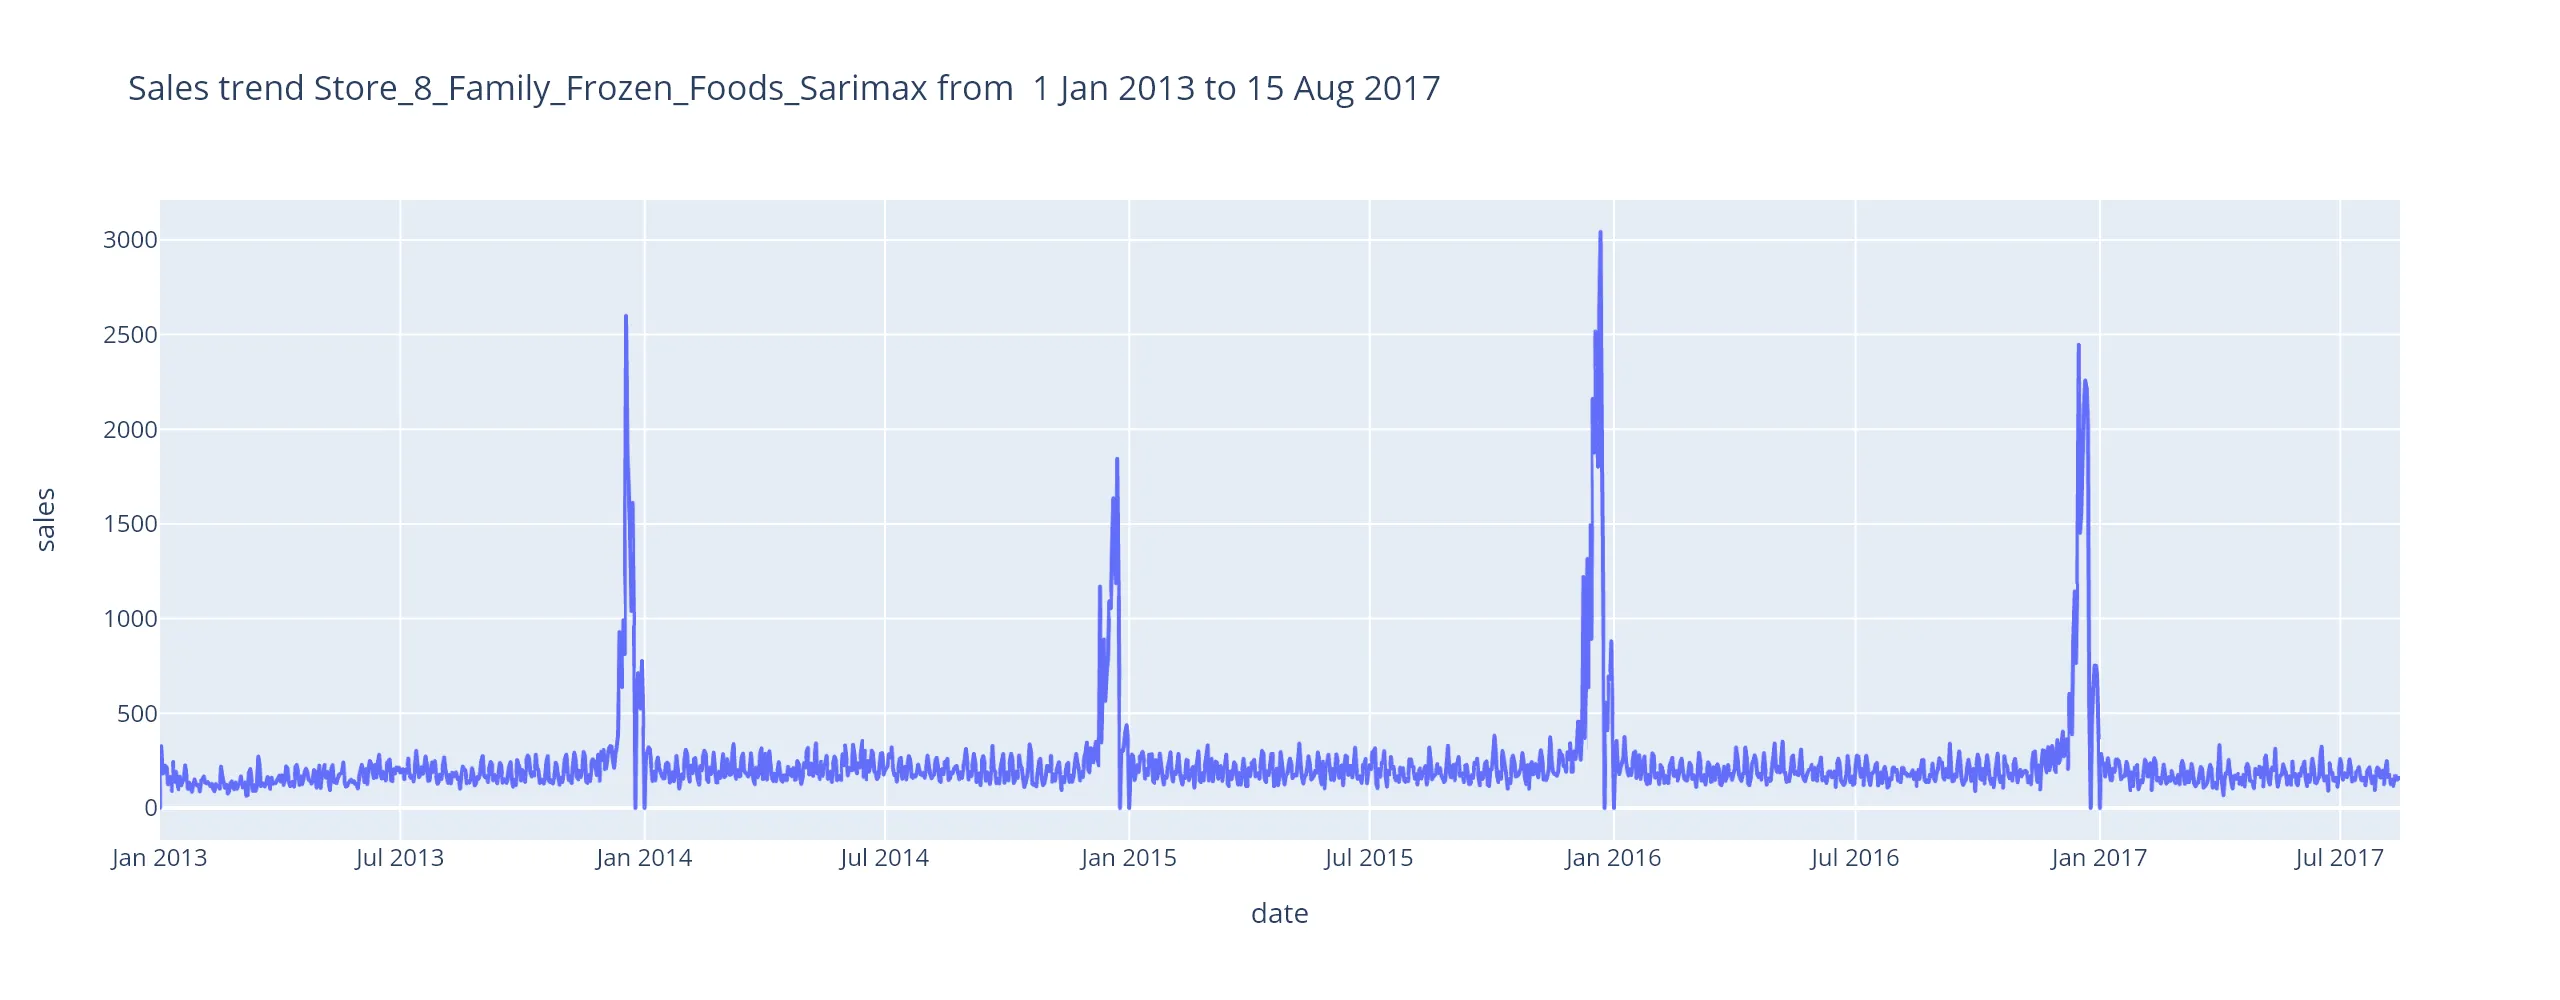 Sales trend Store_8_Family_Frozen_Foods_Sarimax from  1 Jan 2013 to 15 Aug 2017
3000
2500
2000
1500
1000
500
0
sales
Jan 2013 Jul 2013 Jan 2014 Jul 2014 Jan 2015 Jul 2015 Jan 2016 Jul 2016 Jan 2017 Jul 2017
date